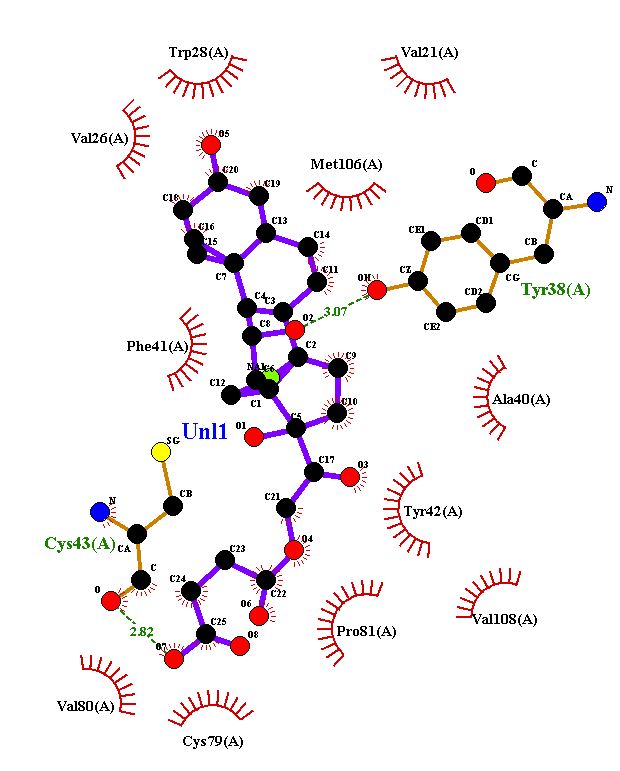 Trp28(A)
Val21(A)
Val26(A)
O5
Met106(A)
C20
C19
O
C
N
C18
CA
C16
C13
CE1
CD1
C15
C14
CB
C7
C11
OH
CZ
CG
CD2
Tyr38(A)
C4
C3
O2
3.07
CE2
C8
Phe41(A)
C2
C9
C6
C12
C1
Ala40(A)
C10
Unl1
O1
C5
SG
C17
O3
C21
CB
Tyr42(A)
N
Cys43(A)
CA
C23
O4
C
C24
C22
O
O6
Val108(A)
2.82
C25
O8
Pro81(A)
O7
Val80(A)
Cys79(A)